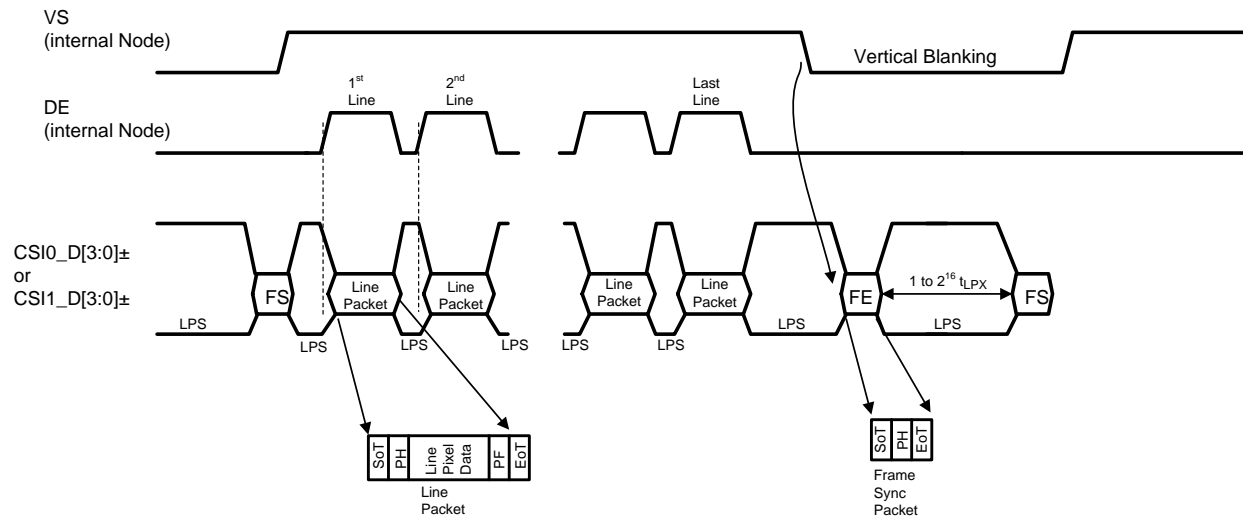 VS
(internal Node)
Vertical Blanking
1st
Line
2nd
Line
Last
Line
DE
(internal Node)
CSI0_D[3:0]±
or
CSI1_D[3:0]±
FS
Line
Packet
Line
Packet
Line
Packet
Line
Packet
FE
1 to 2^16 tLPX
FS
LPS
LPS
LPS
LPS
LPS
LPS
LPS
LPS
SoT
PH
Line
Pixel
Data
PF
EoT
Line
Packet
SoT
PH
EoT
Frame
Sync
Packet